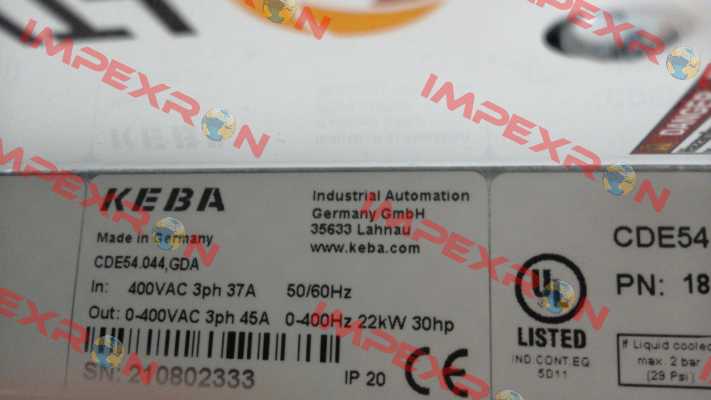 KEBA
Industrial Automation
Germany GmbH
35633 Lahnau
www.keba.com
Made in Germany
CDE54.044,GDA
In: 400VAC 3ph 37A 50/60Hz
Out: 0-400VAC 3ph 45A 0-400Hz 22kW 30hp
SN: 210802333
IP 20
CE
UL
LISTED
IND.CONT.EQ.
5D11
CDE54
PN: 18
If Liquid cooled
max. 2 bar
(29 Psi)
DANGER
IMPEXRON
IMPEXRON
IMPEXRON
IMPEXRON
IMPEXRON